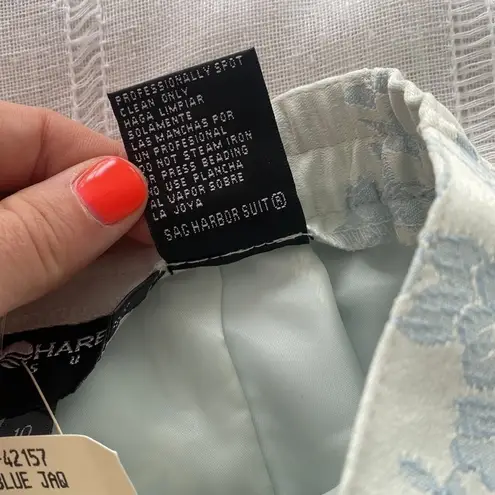 PROFESSIONALLY SPOT
CLEAN ONLY
HAGA LIMPIAR
SOLAMENTE
LAS MANCHAS POR
UN PROFESIONAL
DO NOT STEAM IRON
OR PRESS BEADING
NO USE PLANCHA
AL VAPOR SOBRE
LA JOYA
SAG HARBOR SUIT®
HARB
S U
10
-42157
BLUE JAQ